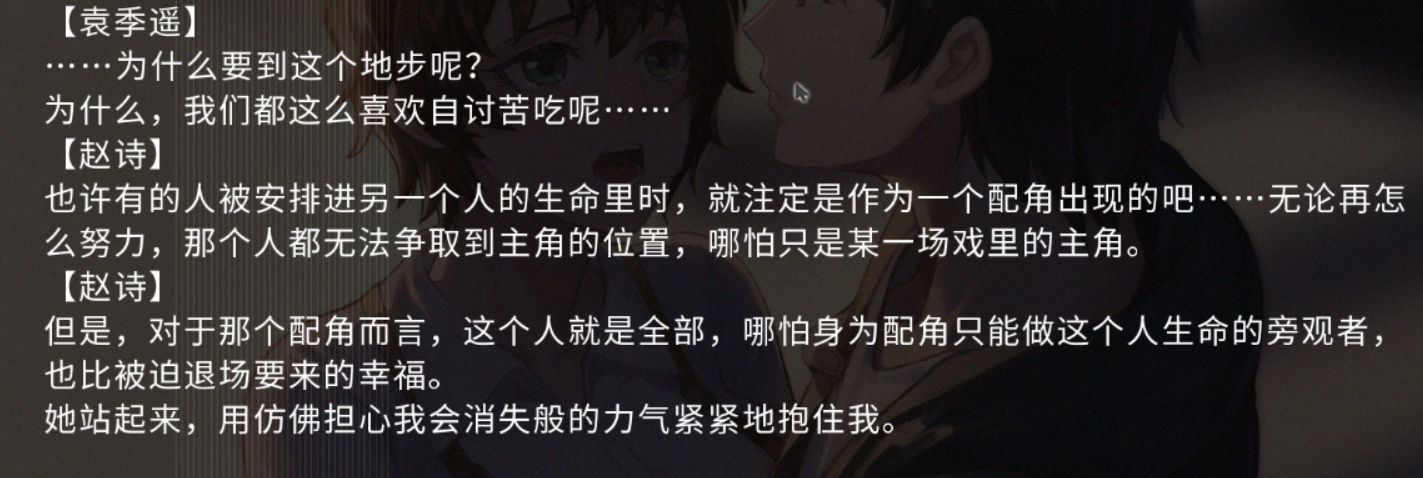 【袁季遥】
……为什么要到这个地步呢？
为什么，我们都这么喜欢自讨苦吃呢……
【赵诗】
也许有的人被安排进另一个人的生命里时，就注定是作为一个配角出现的吧……无论再怎
么努力，那个人都无法争取到主角的位置，哪怕只是某一场戏里的主角。
【赵诗】
但是，对于那个配角而言，这个人就是全部，哪怕身为配角只能做这个人生命的旁观者，
也比被迫退场要来的幸福。
她站起来，用仿佛担心我会消失般的力气紧紧地抱住我。